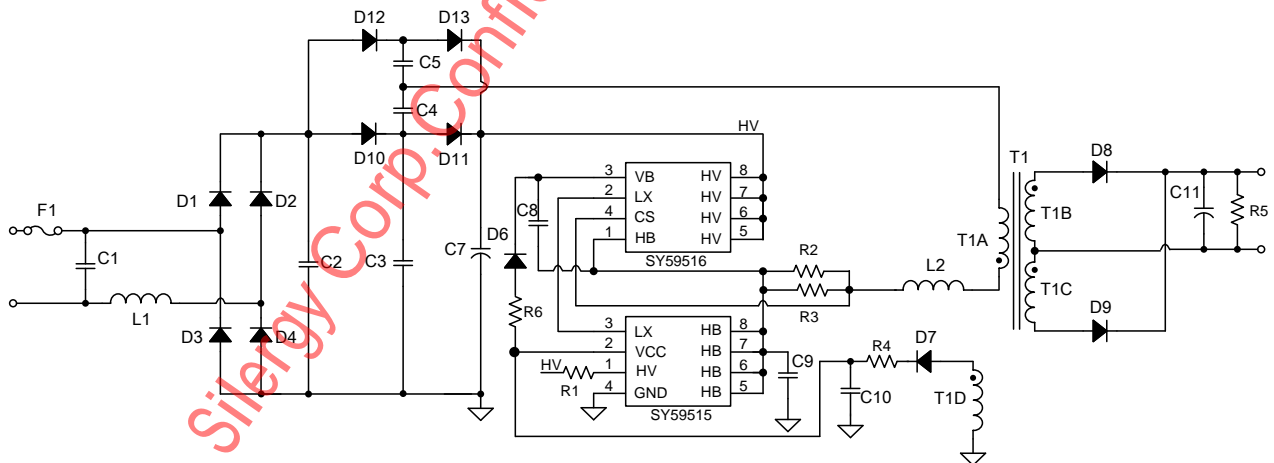 D12
D13
C5
C4
D10
D11
HV
T1
D8
3
VB
HV
8
D1
D2
2
LX
HV
7
C11
F1
C8
4
CS
HV
6
T1B
R5
1
HB
HV
5
D6
SY59516
R2
T1A
C1
C2
C3
C7
L2
T1C
L1
R6
R3
D3
D4
3
LX
HB
8
D9
2
VCC
HB
7
C9
R4
D7
HV
1
HV
HB
6
R1
4
GND
HB
5
C10
T1D
SY59515
Silergy Corp. Confi